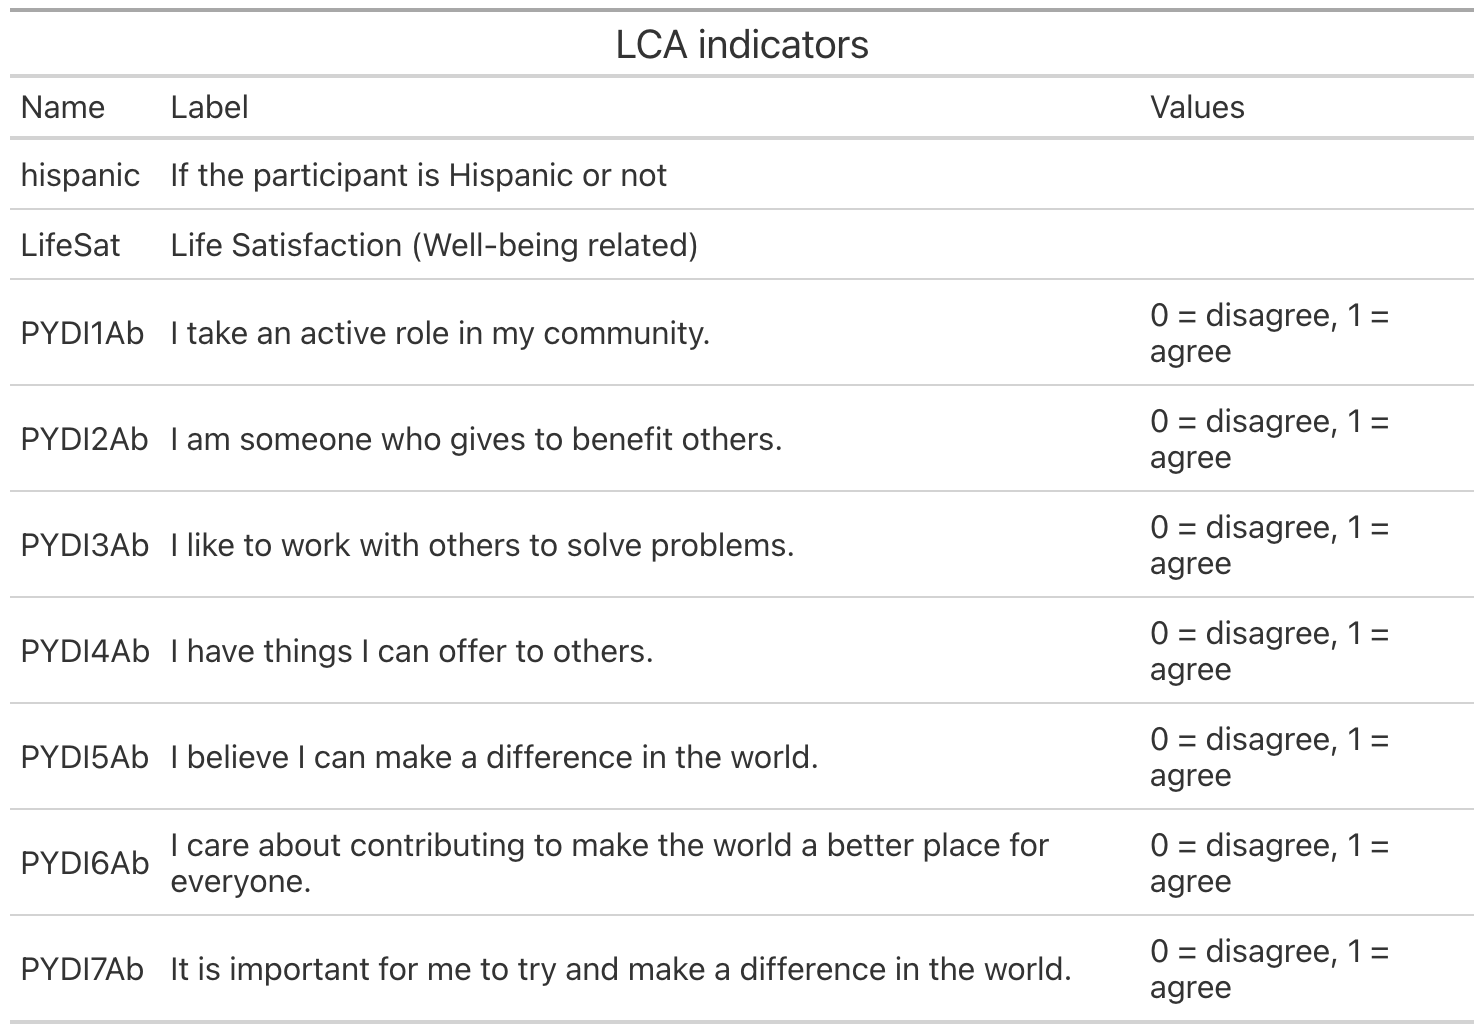 LCA indicators
Name Label Values
hispanic If the participant is Hispanic or not
LifeSat Life Satisfaction (Well-being related)
PYDI1Ab I take an active role in my community. 0 = disagree, 1 =
agree
PYDI2Ab I am someone who gives to benefit others. 0 = disagree, 1 =
agree
PYDI3Ab I like to work with others to solve problems. 0 = disagree, 1 =
agree
PYDI4Ab I have things I can offer to others. 0 = disagree, 1 =
agree
PYDI5Ab I believe I can make a difference in the world. 0 = disagree, 1 =
agree
PYDI6Ab I care about contributing to make the world a better place for 0 = disagree, 1 =
everyone. agree
PYDI7Ab It is important for me to try and make a difference in the world. 0 = disagree, 1 =
agree